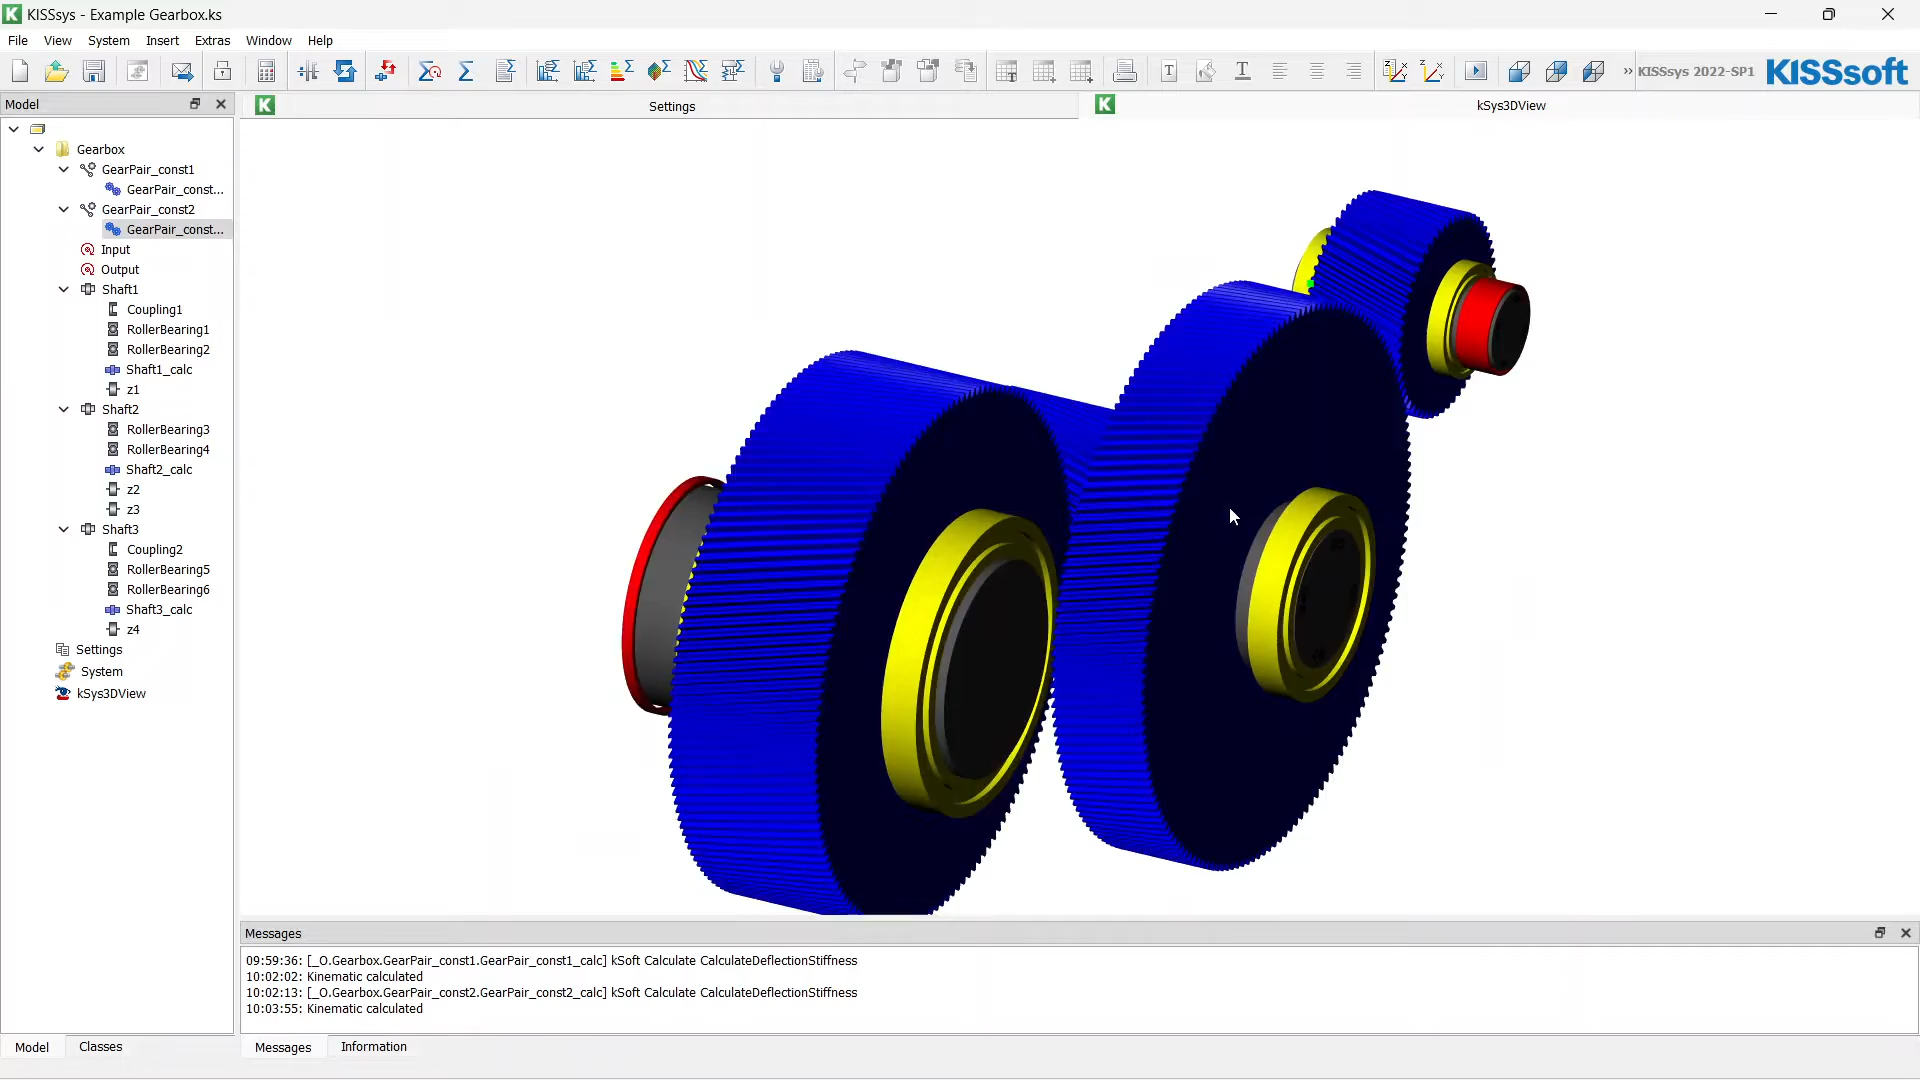 KISSsys - Example Gearbox.ks
File View System Insert Extras Window Help
KISSsys 2022-SP1 KISSsoft
Model
Settings
kSys3DView
Gearbox
GearPair_const1
GearPair_const...
GearPair_const2
GearPair_const...
Input
Output
Shaft1
Coupling1
RollerBearing1
RollerBearing2
Shaft1_calc
z1
Shaft2
RollerBearing3
RollerBearing4
Shaft2_calc
z2
z3
Shaft3
Coupling2
RollerBearing5
RollerBearing6
Shaft3_calc
z4
Settings
System
kSys3DView
Messages
09:59:36: [_O.Gearbox.GearPair_const1.GearPair_const1_calc] kSoft Calculate CalculateDeflectionStiffness
10:02:02: Kinematic calculated
10:02:13: [_O.Gearbox.GearPair_const2.GearPair_const2_calc] kSoft Calculate CalculateDeflectionStiffness
10:03:55: Kinematic calculated
Model Classes
Messages Information